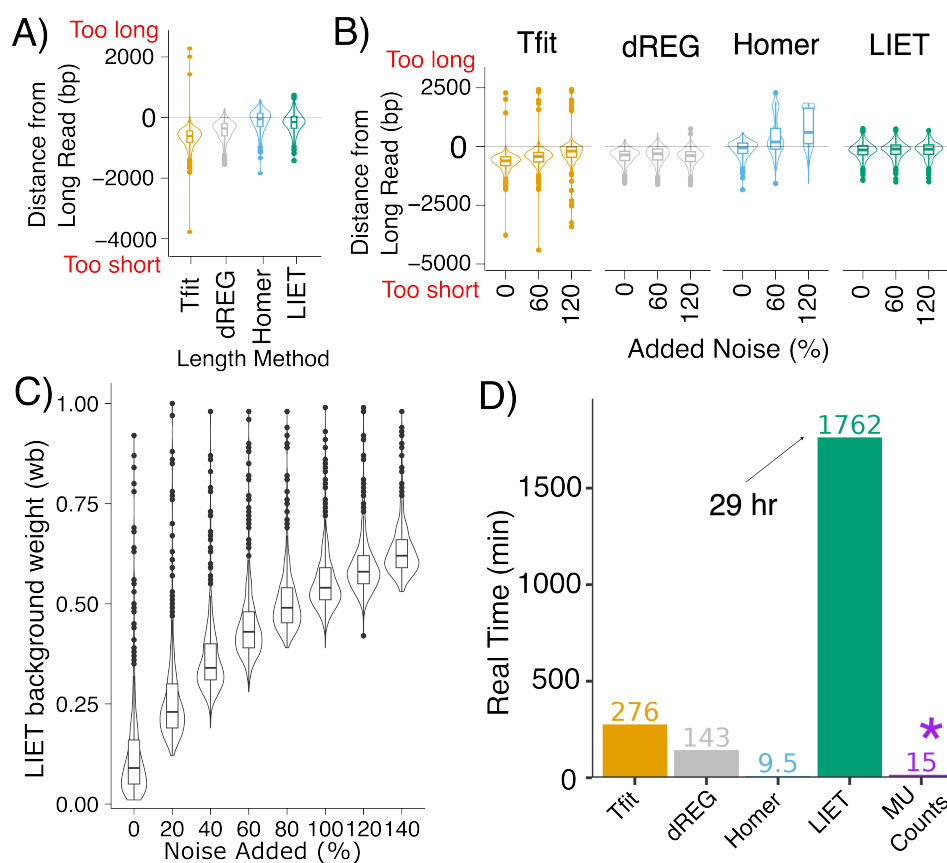 A)
Too long
2000
0
−2000
−4000
Distance from
Long Read (bp)
Too short
Tfit
dREG
Homer
LIET
Length Method
B)
Tfit
dREG
Homer
LIET
Too long
2500
0
−2500
−5000
Distance from
Long Read (bp)
Too short
0
60
120
0
60
120
0
60
120
0
60
120
Added Noise (%)
C)
1.00
0.75
0.50
0.25
0.00
LIET background weight (wb)
0 20 40 60 80 100 120 140
Noise Added (%)
D)
1762
29 hr
1500
1000
500
0
Real Time (min)
276
143
9.5
*
15
Tfit
dREG
Homer
LIET
MU
Counts